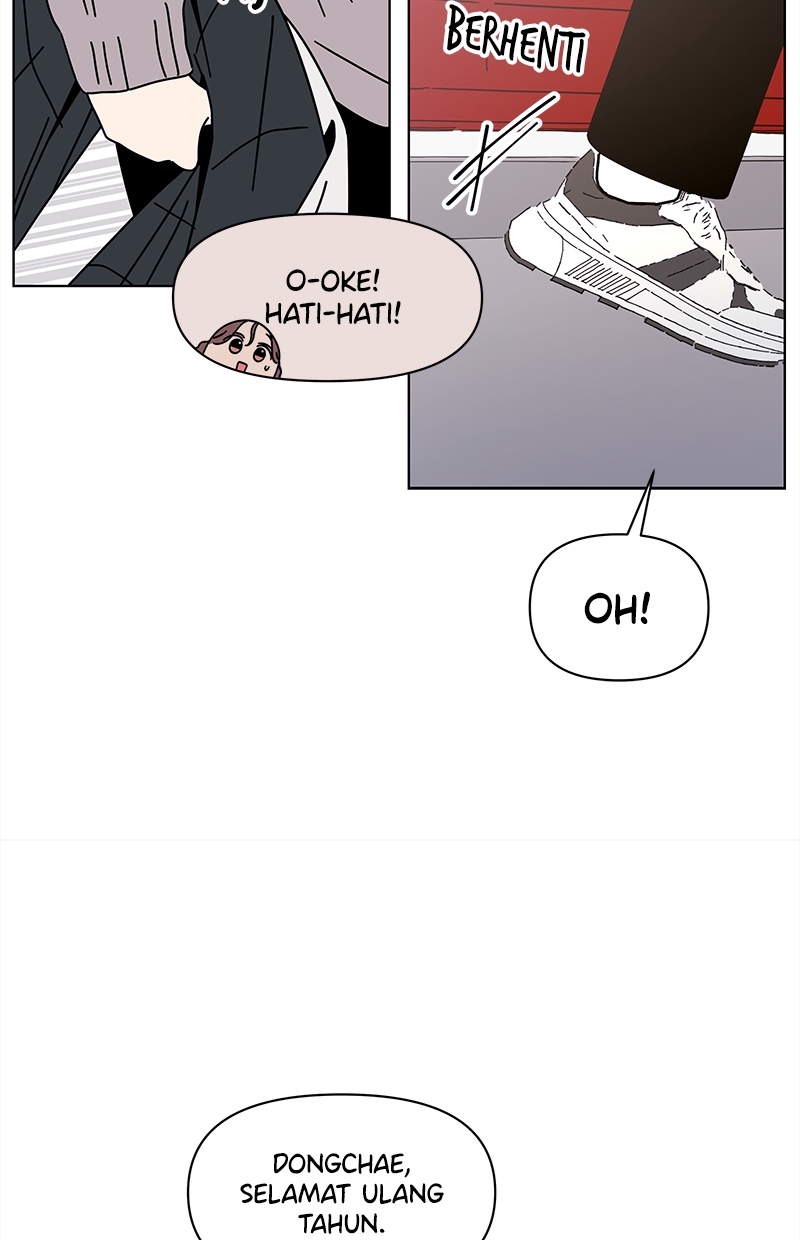 BERHENTI
O-OKE!
HATI-HATI!
OH!
DONGCHAE,
SELAMAT ULANG
TAHUN.